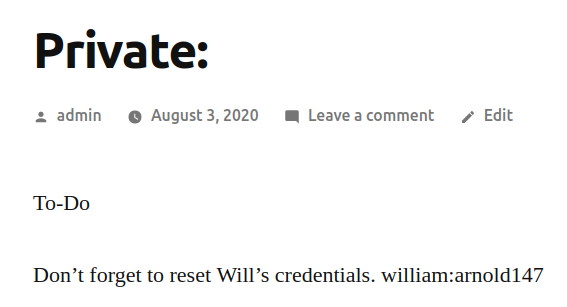 Private:
admin August 3, 2020 Leave a comment Edit
To-Do
Don’t forget to reset Will’s credentials. william:arnold147